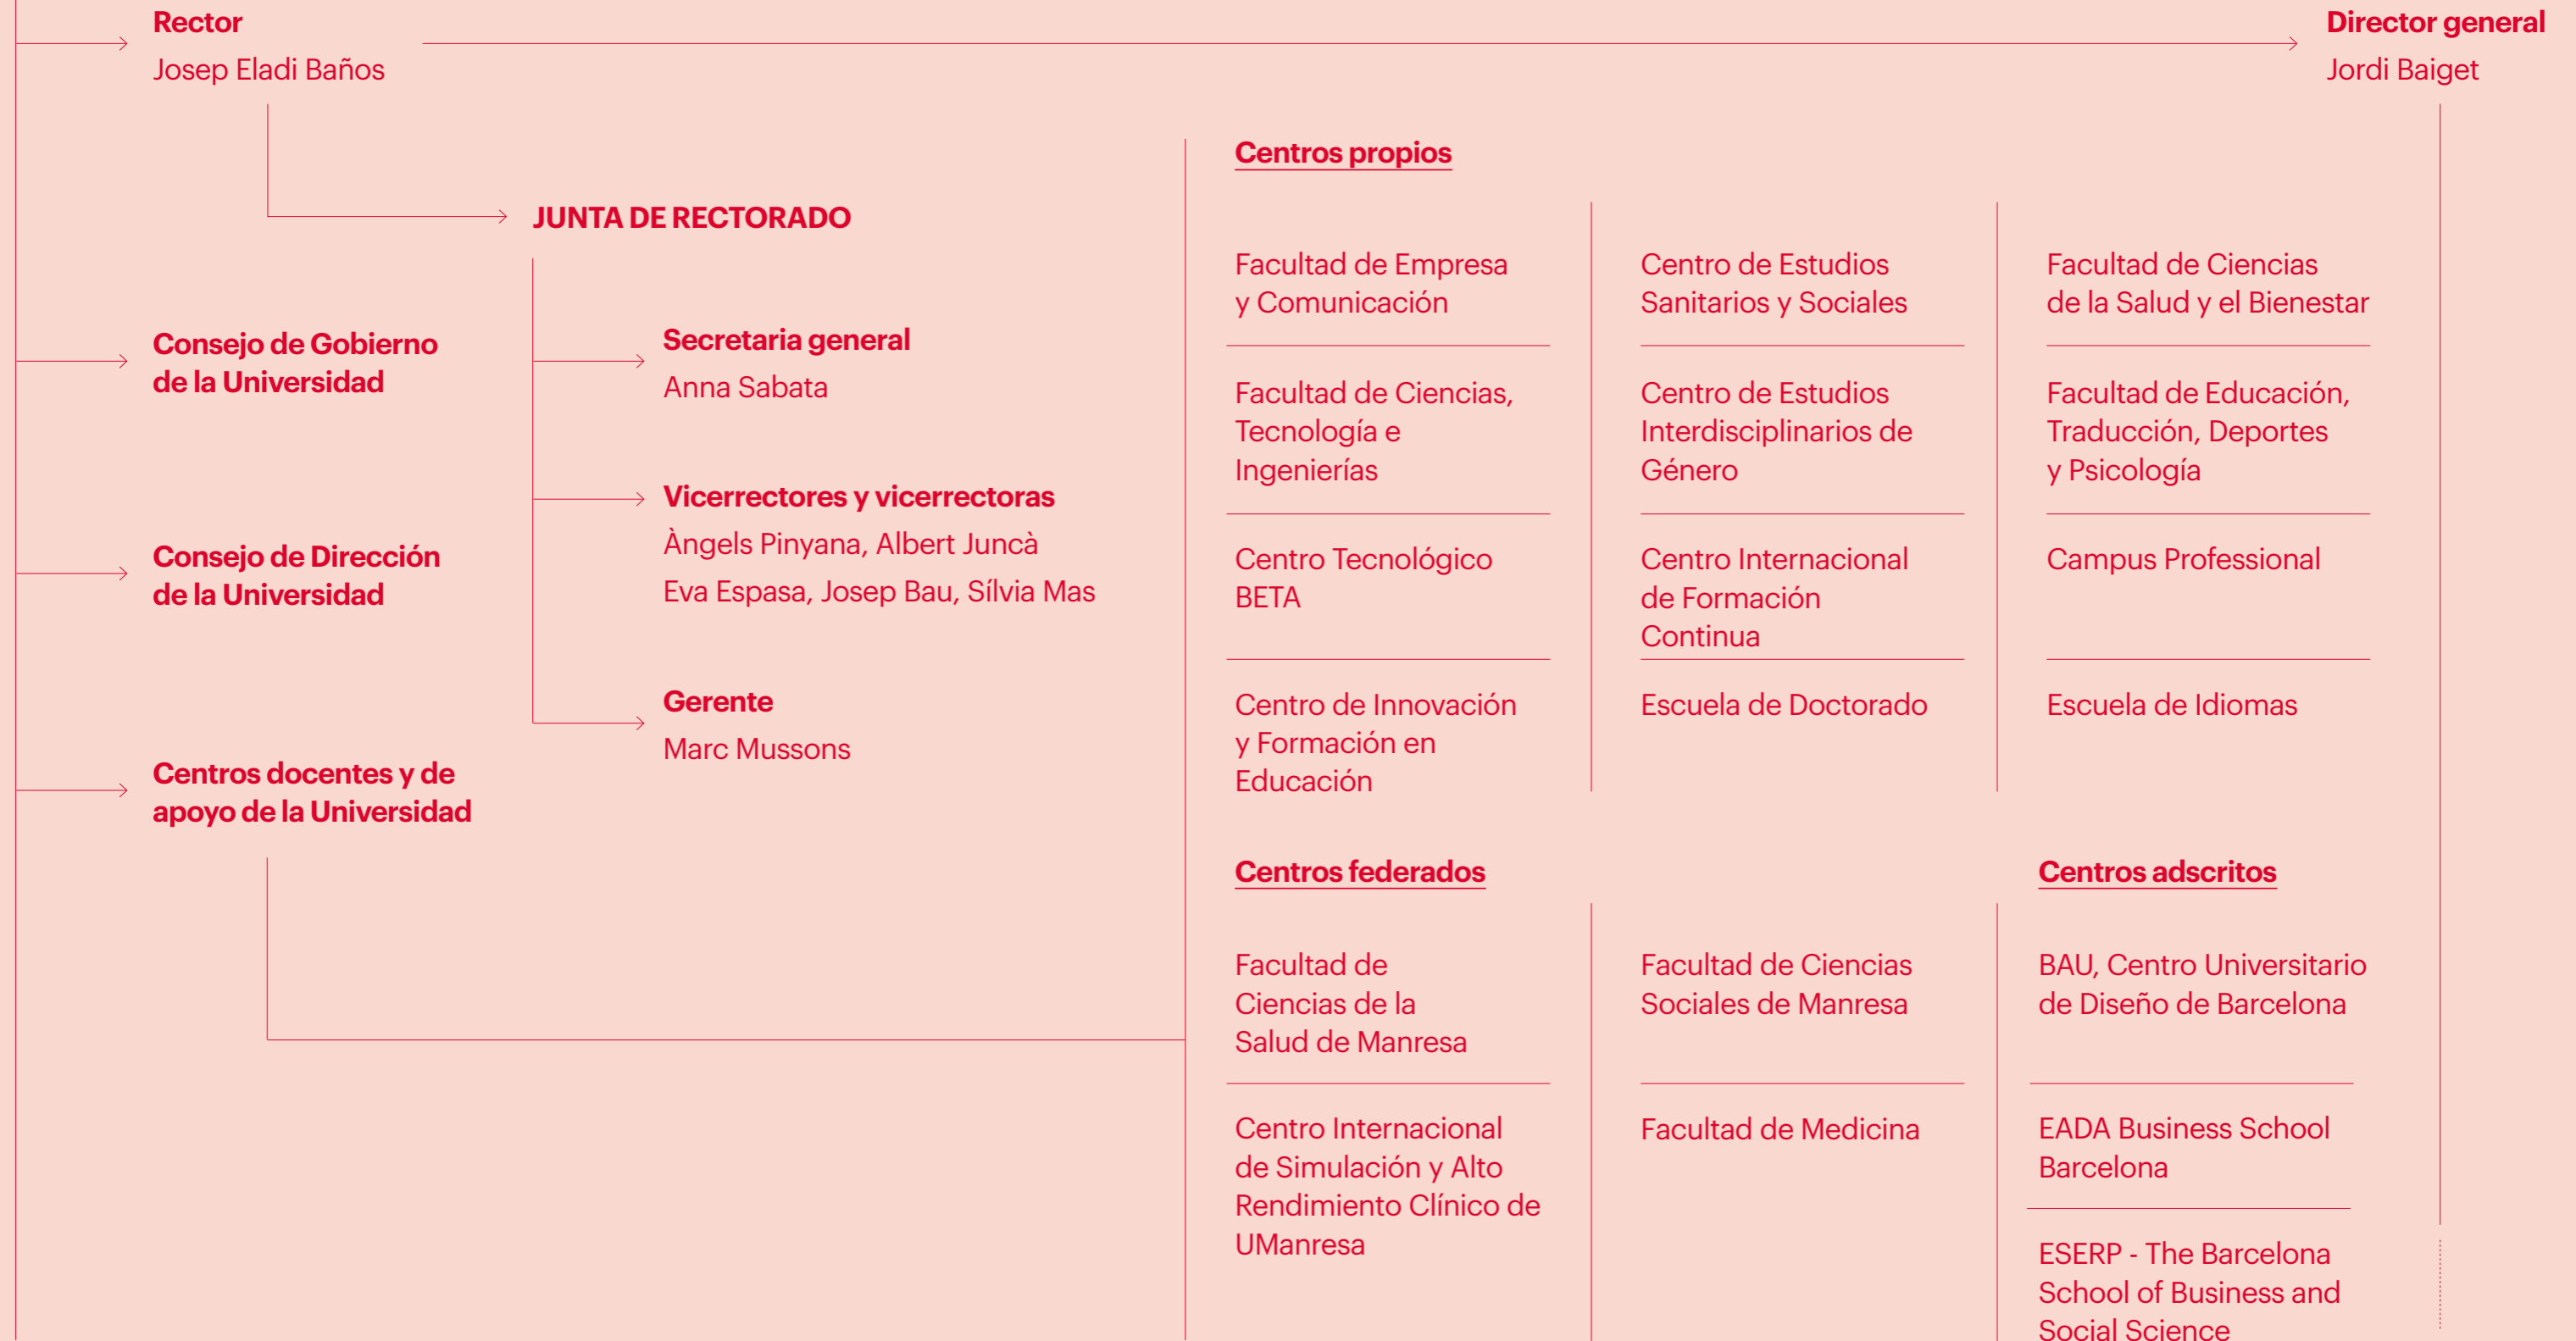 Rector
Josep Eladi Baños
Director general
Jordi Baiget
JUNTA DE RECTORADO
Consejo de Gobierno
de la Universidad
Consejo de Dirección
de la Universidad
Centros docentes y de
apoyo de la Universidad
Secretaria general
Anna Sabata
Vicerrectores y vicerrectoras
Àngels Pinyana, Albert Juncà
Eva Espasa, Josep Bau, Sílvia Mas
Gerente
Marc Mussons
Centros propios
Facultad de Empresa
y Comunicación
Facultad de Ciencias,
Tecnología e
Ingenierías
Centro Tecnológico
BETA
Centro de Innovación
y Formación en
Educación
Centro de Estudios
Sanitarios y Sociales
Centro de Estudios
Interdisciplinarios de
Género
Centro Internacional
de Formación
Continua
Escuela de Doctorado
Facultad de Ciencias
de la Salud y el Bienestar
Facultad de Educación,
Traducción, Deportes
y Psicología
Campus Professional
Escuela de Idiomas
Centros federados
Facultad de
Ciencias de la
Salud de Manresa
Centro Internacional
de Simulación y Alto
Rendimiento Clínico de
UManresa
Facultad de Ciencias
Sociales de Manresa
Facultad de Medicina
Centros adscritos
BAU, Centro Universitario
de Diseño de Barcelona
EADA Business School
Barcelona
ESERP - The Barcelona
School of Business and
Social Science